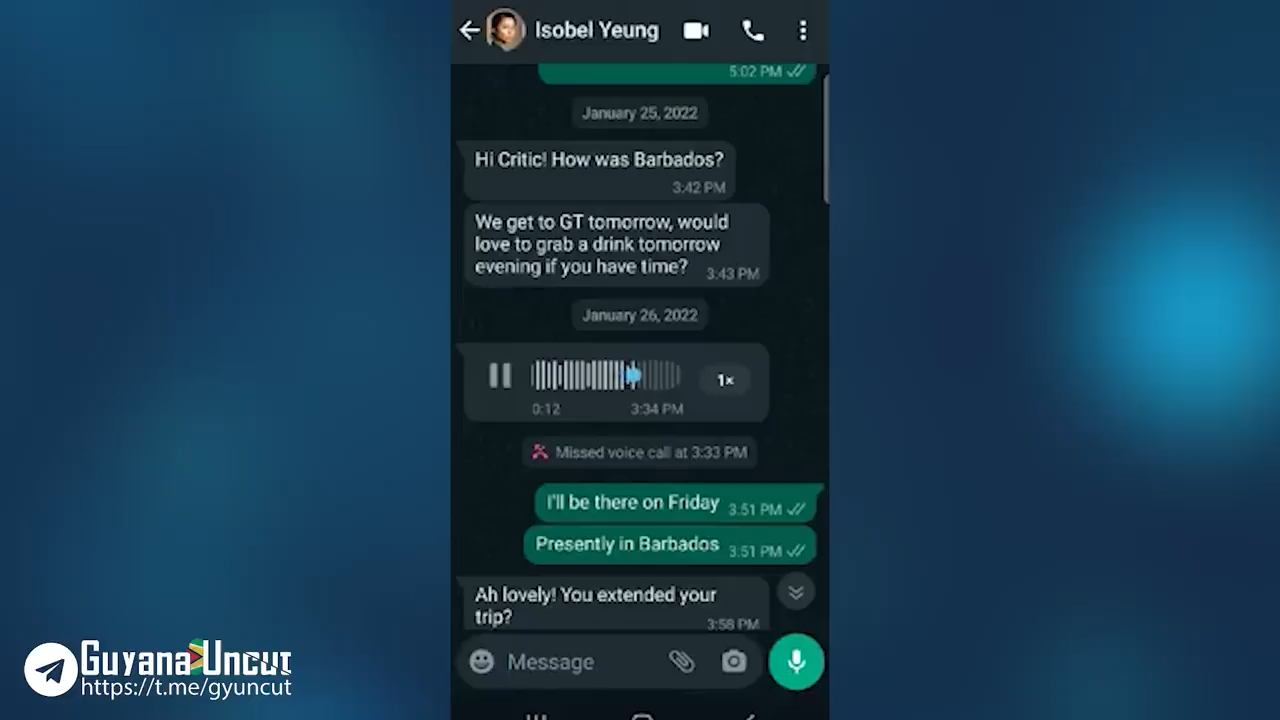 Isobel Yeung
5:02 PM
January 25, 2022
Hi Critic! How was Barbados?
3:42 PM
We get to GT tomorrow, would
love to grab a drink tomorrow
evening if you have time?
3:43 PM
January 26, 2022
1×
0:12
3:34 PM
Missed voice call at 3:33 PM
I'll be there on Friday
3:51 PM
Presently in Barbados
3:51 PM
Ah lovely! You extended your
trip?
3:58 PM
Message
Guyana Uncut
https://t.me/gyuncut